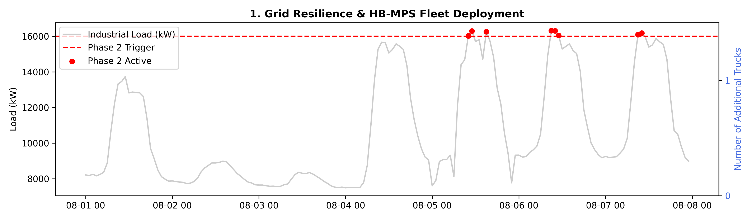 1. Grid Resilience & HB-MPS Fleet Deployment
Industrial Load (kW)
Phase 2 Trigger
Phase 2 Active
Load (kW)
16000
14000
12000
10000
8000
1
0
Number of Additional Trucks
08-01 00
08-02 00
08-03 00
08-04 00
08-05 00
08-06 00
08-07 00
08-08 00